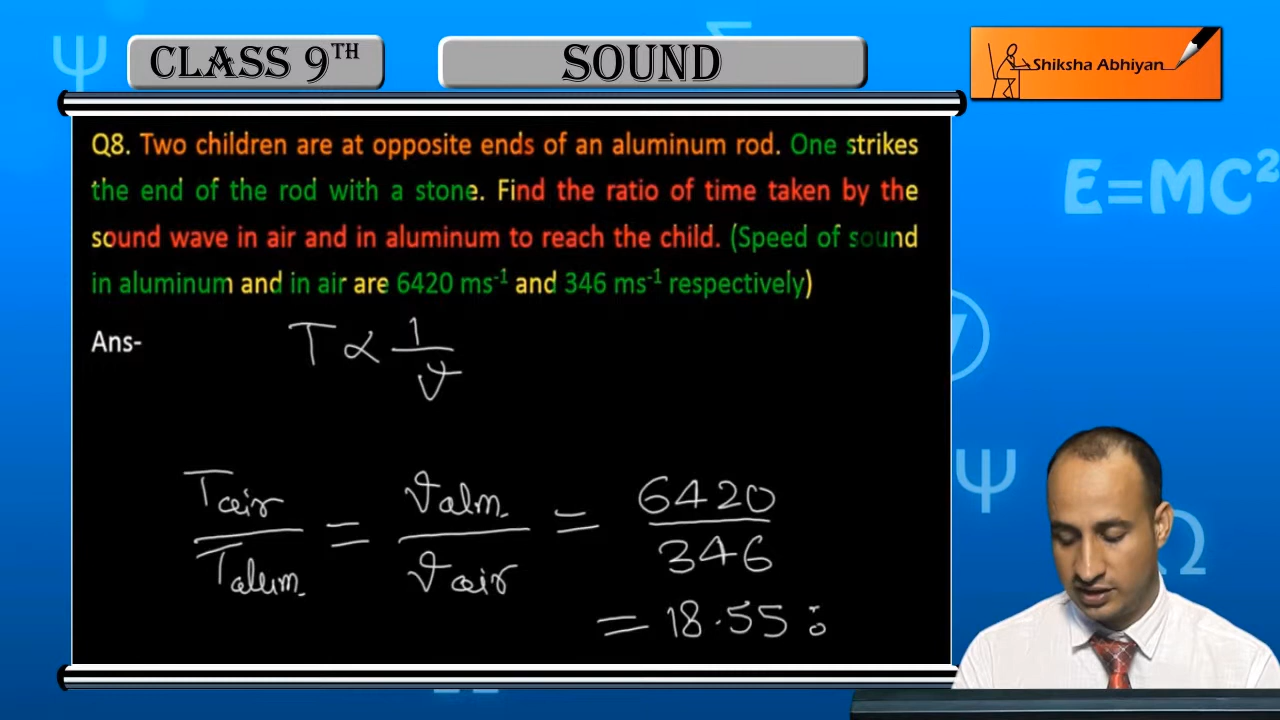 CLASS 9TH
SOUND
Shiksha Abhiyan
Q8. Two children are at opposite ends of an aluminum rod. One strikes
the end of the rod with a stone. Find the ratio of time taken by the
sound wave in air and in aluminum to reach the child. (Speed of sound
in aluminum and in air are 6420 ms⁻¹ and 346 ms⁻¹ respectively)
Ans-
T ∝ 1/v
Tair/Talum. = valm./vair = 6420/346
= 18.55 :
E=MC²
Ψ
Ψ
Ω